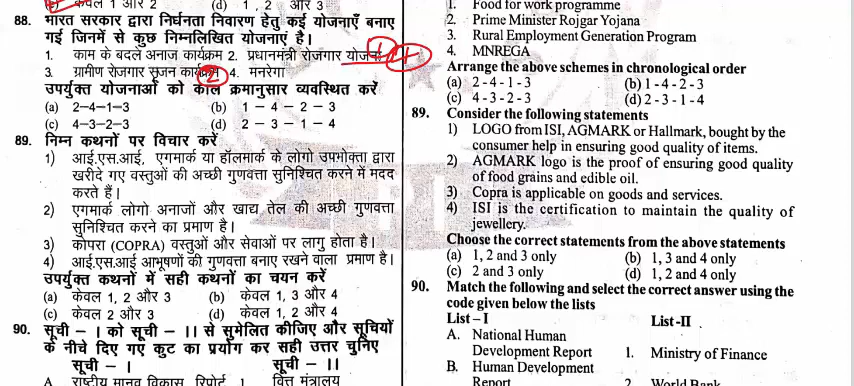 केवल 1 और 2 (d) 1, 2 और 3
88. भारत सरकार द्वारा निर्धनता निवारण हेतु कई योजनाएँ बनाए
गई जिनमें से कुछ निम्नलिखित योजनाएँ है।
1. काम के बदले अनाज कार्यक्रम 2. प्रधानमंत्री रोजगार योजना
3. ग्रामीण रोजगार सृजन कार्यक्रम 4. मनरेगा
उपर्युक्त योजनाओं को काल क्रमानुसार व्यवस्थित करें
(a) 2–4–1–3 (b) 1 – 4 – 2 – 3
(c) 4–3–2–3 (d) 2 – 3 – 1 – 4
89. निम्न कथनों पर विचार करें
1) आई.एस.आई, एगमार्क या हॉलमार्क के लोगो उपभोक्ता द्वारा
खरीदे गए वस्तुओं की अच्छी गुणवत्ता सुनिश्चित करने में मदद
करते हैं।
2) एगमार्क लोगो अनाजों और खाद्य तेल की अच्छी गुणवत्ता
सुनिश्चित करने का प्रमाण है।
3) कोपरा (COPRA) वस्तुओं और सेवाओं पर लागु होता है।
4) आई.एस.आई आभुषणों की गुणवत्ता बनाए रखने वाला प्रमाण है।
उपर्युक्त कथनों में सही कथनों का चयन करें
(a) केवल 1, 2 और 3 (b) केवल 1, 3 और 4
(c) केवल 2 और 3 (d) केवल 1, 2 और 4
90. सूची – I को सूची – II से सुमेलित कीजिए और सूचियों
के नीचे दिए गए कुट का प्रयोग कर सही उत्तर चुनिए
सूची – I सूची – II
A राष्ट्रीय मानव विकास रिपोर्ट 1. वित्त मंत्रालय
1. Food for work programme
2. Prime Minister Rojgar Yojana
3. Rural Employment Generation Program
4. MNREGA
Arrange the above schemes in chronological order
(a) 2 - 4 - 1 - 3 (b) 1 - 4 - 2 - 3
(c) 4 - 3 - 2 - 3 (d) 2 - 3 - 1 - 4
89. Consider the following statements
1) LOGO from ISI, AGMARK or Hallmark, bought by the
consumer help in ensuring good quality of items.
2) AGMARK logo is the proof of ensuring good quality
of food grains and edible oil.
3) Copra is applicable on goods and services.
4) ISI is the certification to maintain the quality of
jewellery.
Choose the correct statements from the above statements
(a) 1, 2 and 3 only (b) 1, 3 and 4 only
(c) 2 and 3 only (d) 1, 2 and 4 only
90. Match the following and select the correct answer using the
code given below the lists
List – I List -II
A. National Human
Development Report 1. Ministry of Finance
B. Human Development
Report 2. World Bank